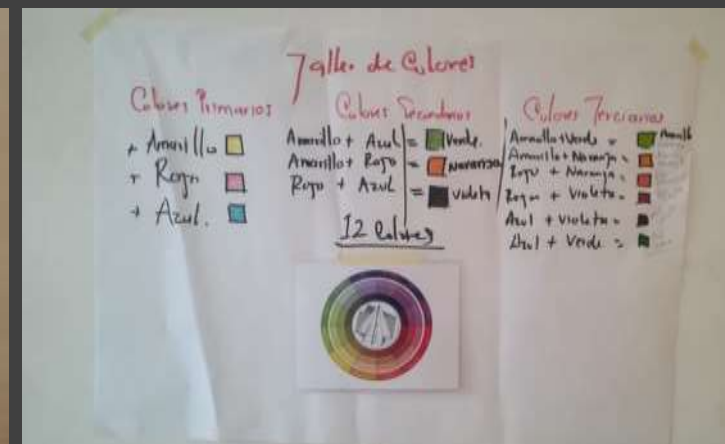 Taller de Colores
Colores Primarios
+ Amarillo
+ Rojo
+ Azul.
Colores Secundarios
Amarillo + Azul = Verde.
Amarillo + Rojo = Naranja
Rojo + Azul = Violeta
12 Colores
Colores Terciarios
Amarillo + Verde =
Amarillo + Naranja =
Rojo + Naranja =
Rojo + Violeta =
Azul + Violeta =
Azul + Verde =